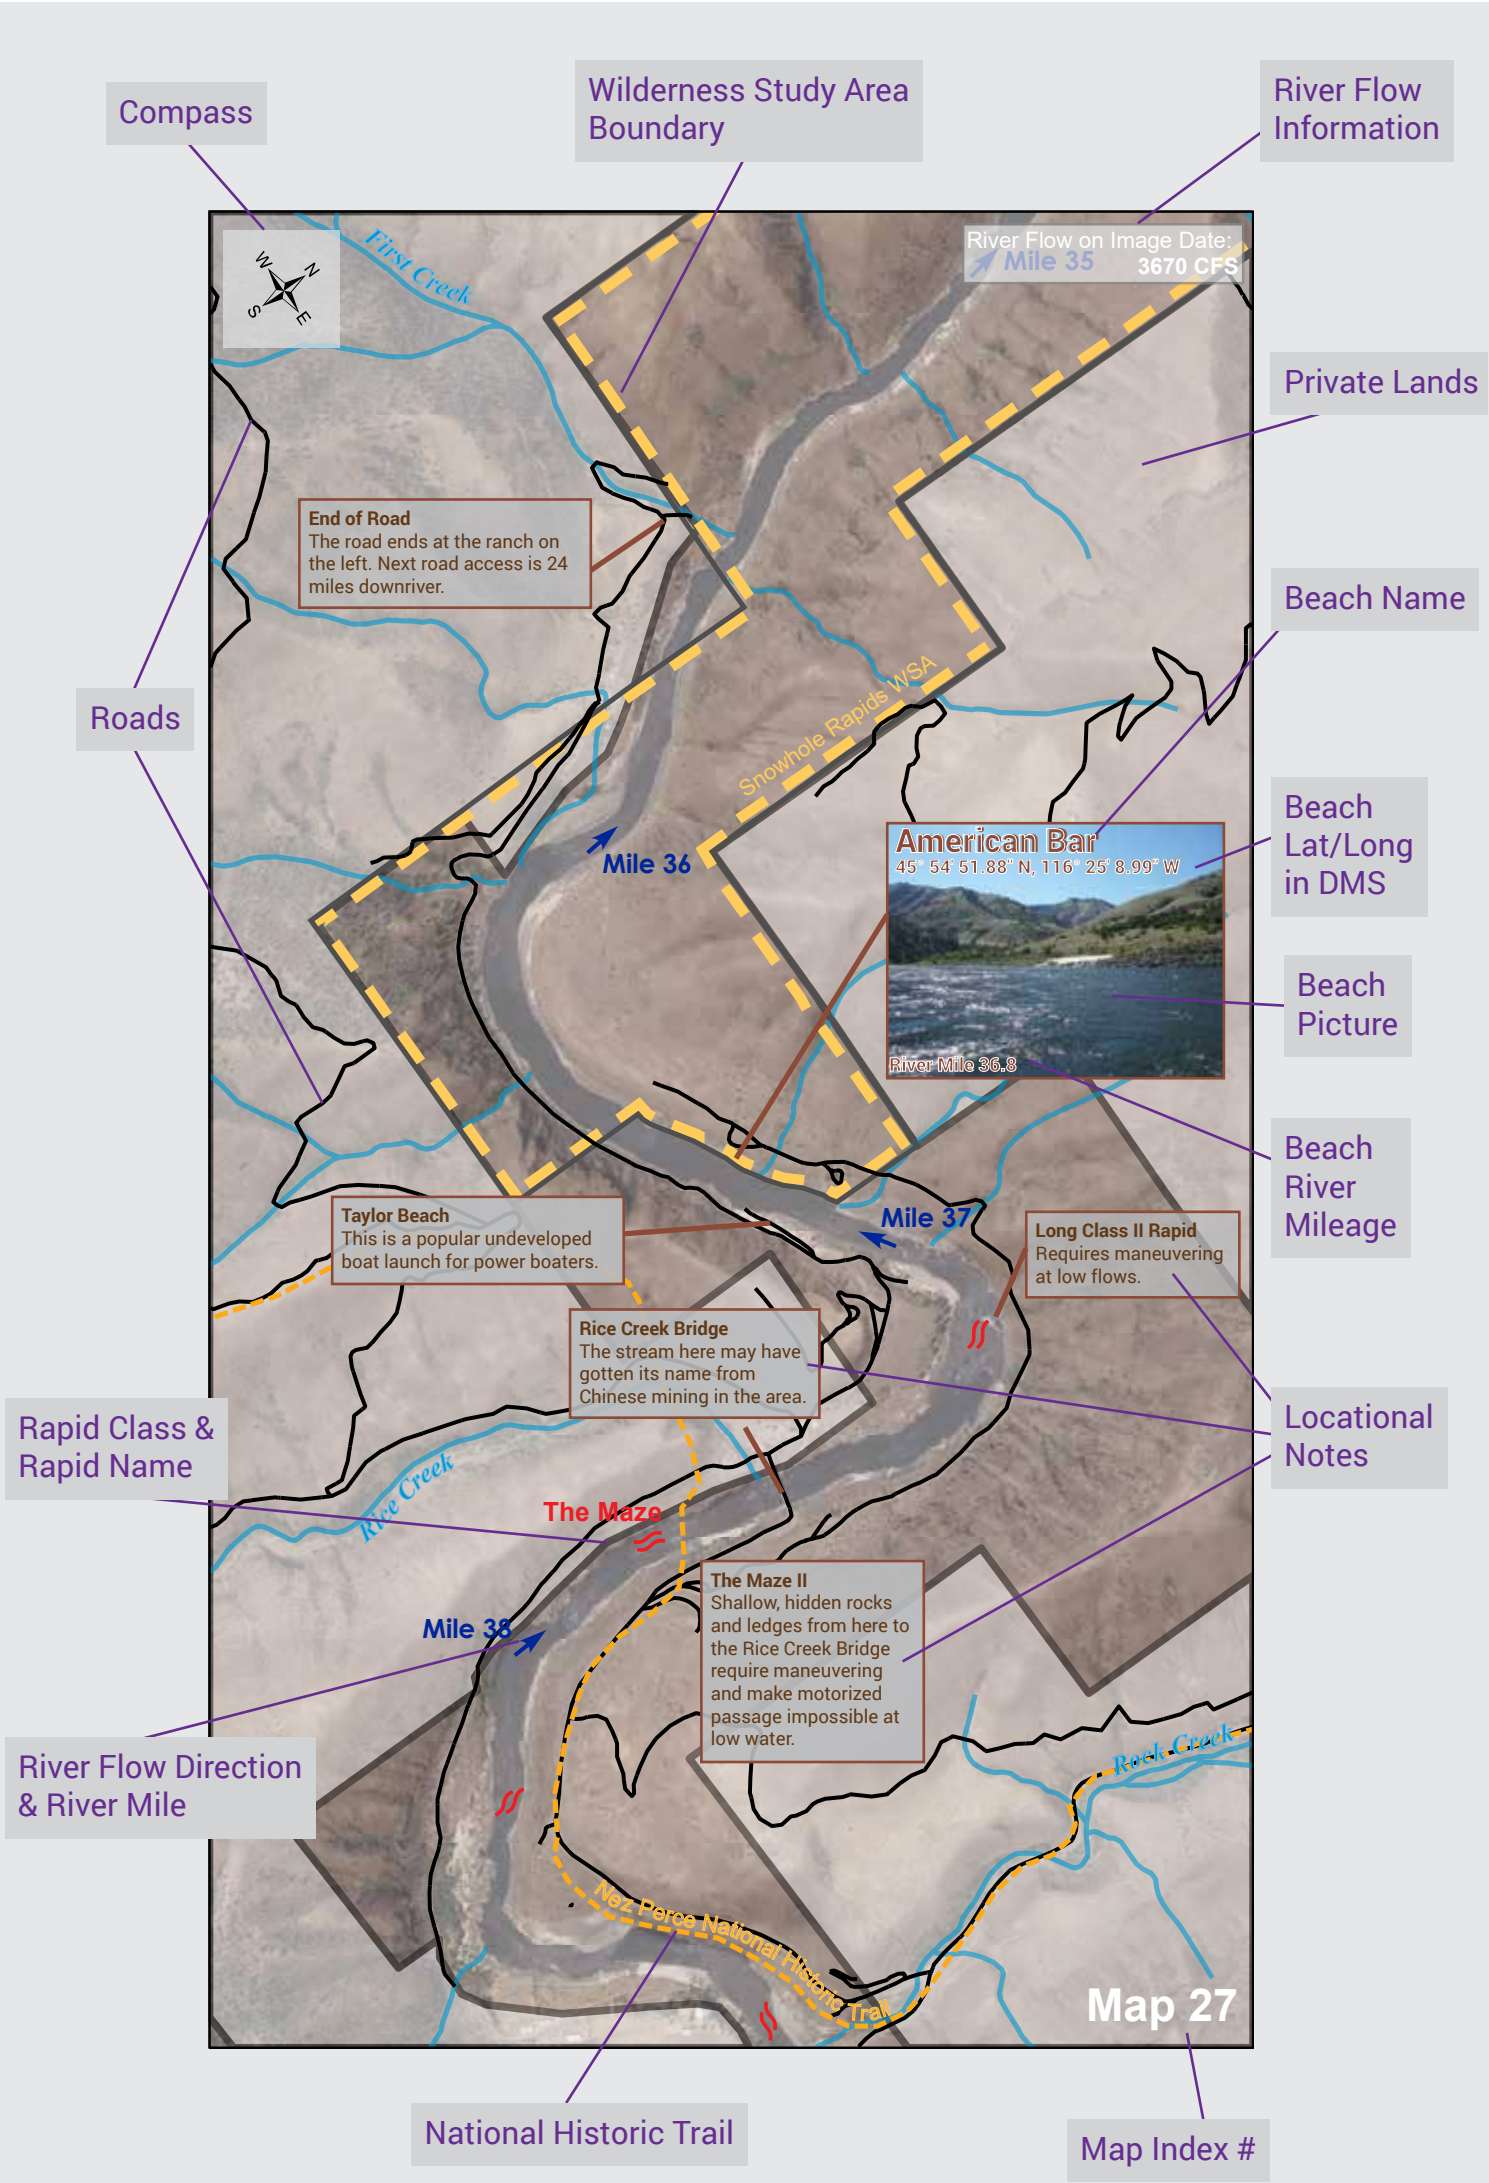 Compass
Wilderness Study Area
Boundary
River Flow
Information
W
N
S
E
First Creek
River Flow on Image Date:
Mile 35
3670 CFS
Private Lands
End of Road
The road ends at the ranch on
the left. Next road access is 24
miles downriver.
Beach Name
Snowhole Rapids WSA
Roads
Mile 36
American Bar
45° 54' 51.88" N, 116° 25' 8.99" W
River Mile 36.8
Beach
Lat/Long
in DMS
Beach
Picture
Beach
River
Mileage
Taylor Beach
This is a popular undeveloped
boat launch for power boaters.
Mile 37
Long Class II Rapid
Requires maneuvering
at low flows.
Rice Creek Bridge
The stream here may have
gotten its name from
Chinese mining in the area.
Locational
Notes
Rapid Class &
Rapid Name
Rice Creek
The Maze
The Maze II
Shallow, hidden rocks
and ledges from here to
the Rice Creek Bridge
require maneuvering
and make motorized
passage impossible at
low water.
Mile 38
River Flow Direction
& River Mile
Rock Creek
Nez Perce National Historic Trail
Map 27
National Historic Trail
Map Index #